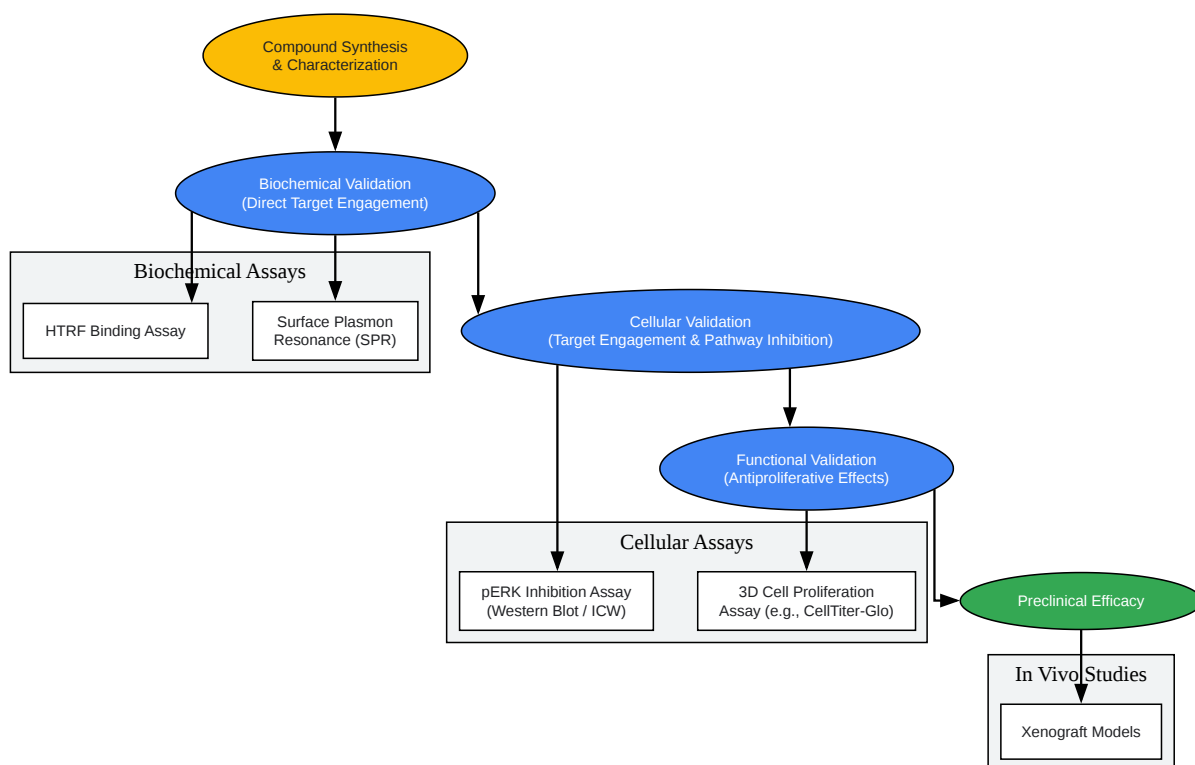 Compound Synthesis
& Characterization
Biochemical Validation
(Direct Target Engagement)
Biochemical Assays
HTRF Binding Assay
Surface Plasmon
Resonance (SPR)
Cellular Validation
(Target Engagement & Pathway Inhibition)
Functional Validation
(Antiproliferative Effects)
Cellular Assays
pERK Inhibition Assay
(Western Blot / ICW)
3D Cell Proliferation
Assay (e.g., CellTiter-Glo)
Preclinical Efficacy
In Vivo Studies
Xenograft Models